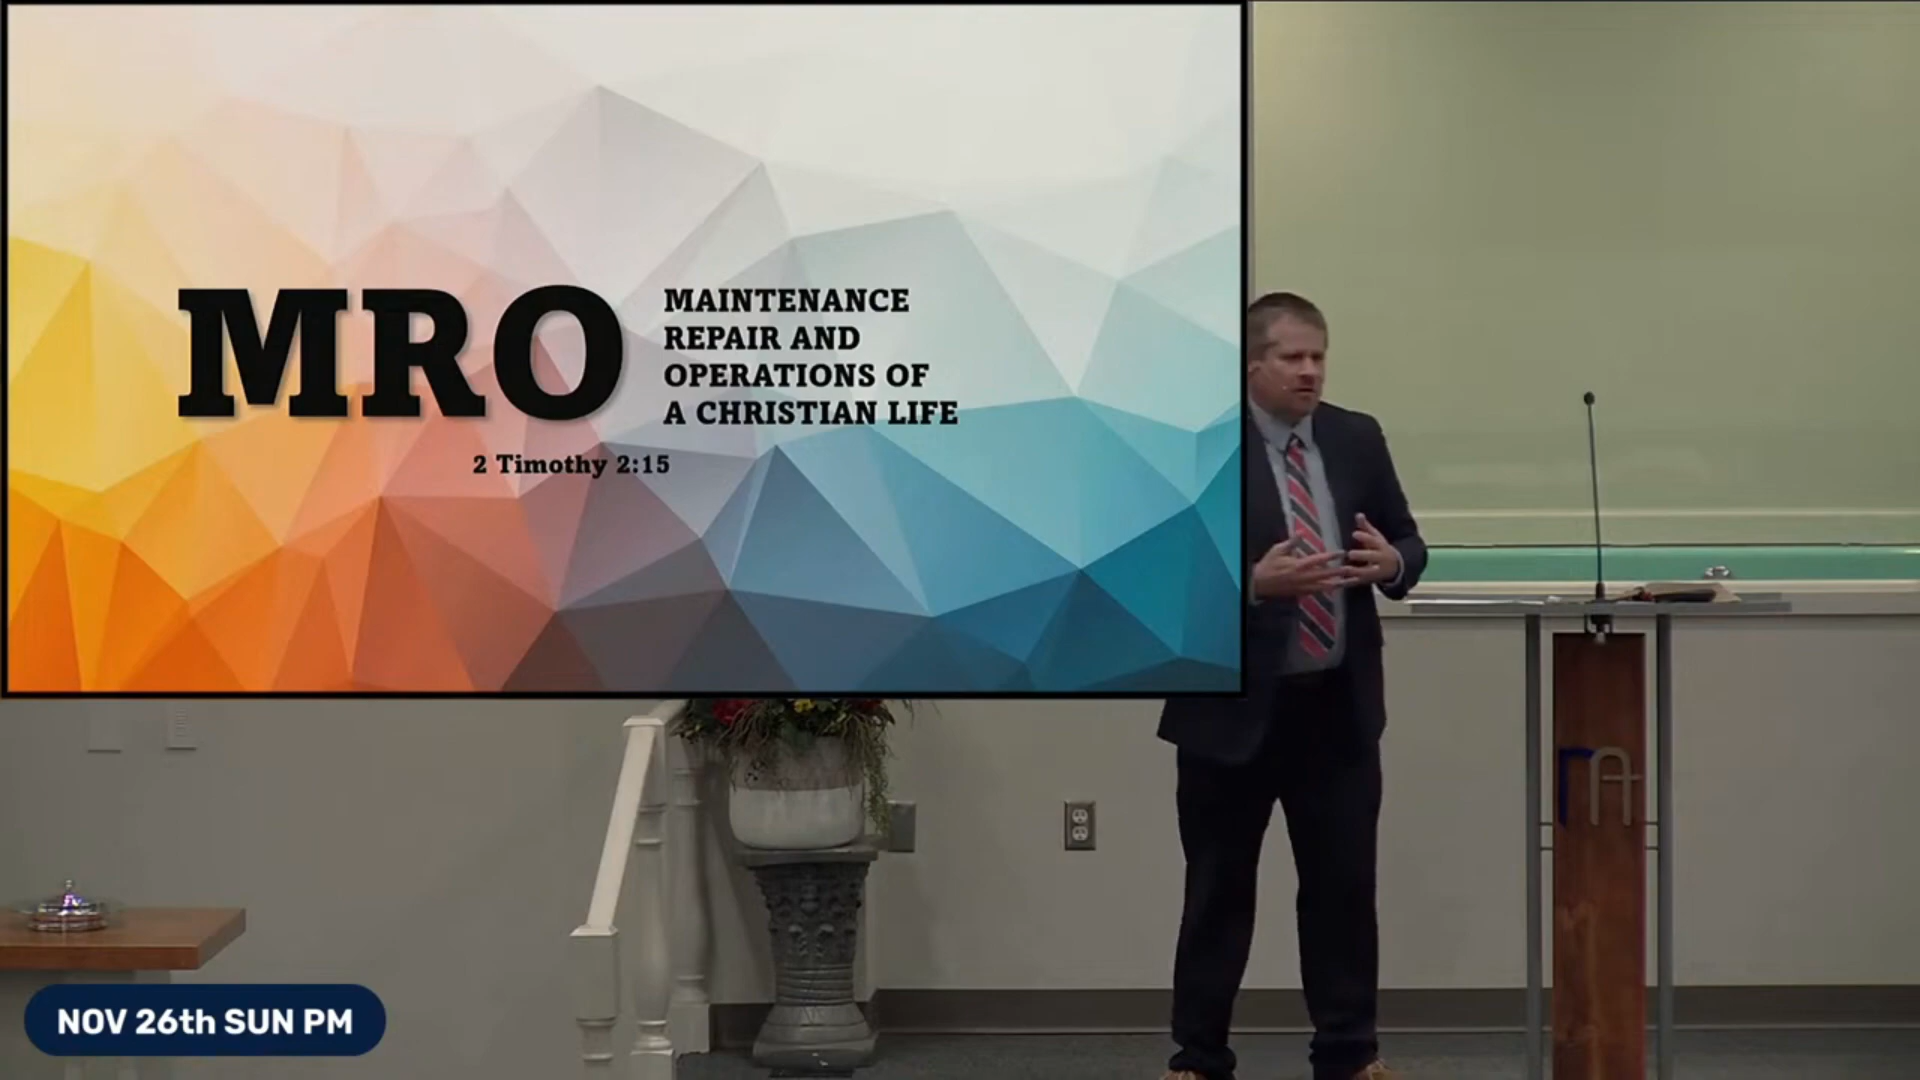 MRO
MAINTENANCE
REPAIR AND
OPERATIONS OF
A CHRISTIAN LIFE
2 Timothy 2:15
NOV 26th SUN PM